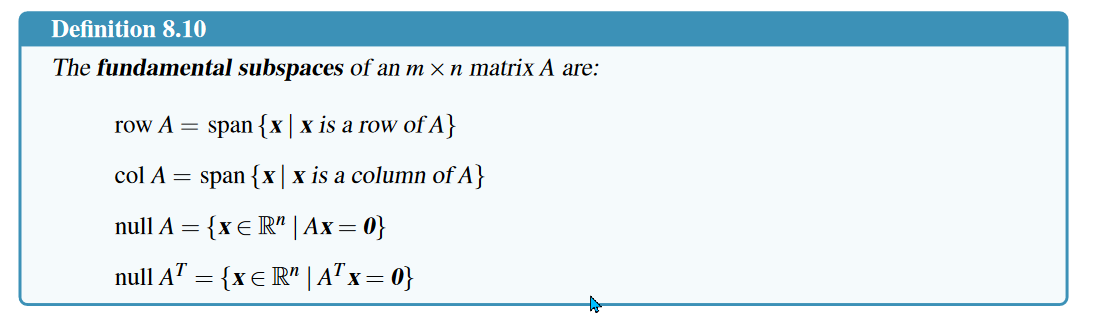 Definition 8.10
The fundamental subspaces of an m × n matrix A are:
row A = span {x | x is a row of A}
col A = span {x | x is a column of A}
null A = {x ∈ ℝⁿ | Ax = 0}
null Aᵀ = {x ∈ ℝⁿ | Aᵀx = 0}